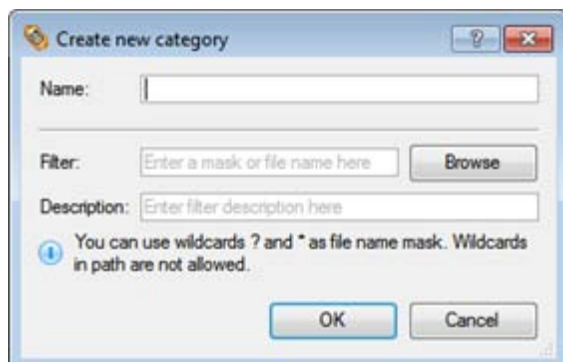 Create new category
?
Name:
Filter: Enter a mask or file name here Browse
Description: Enter filter description here
You can use wildcards ? and * as file name mask. Wildcards
in path are not allowed.
OK Cancel